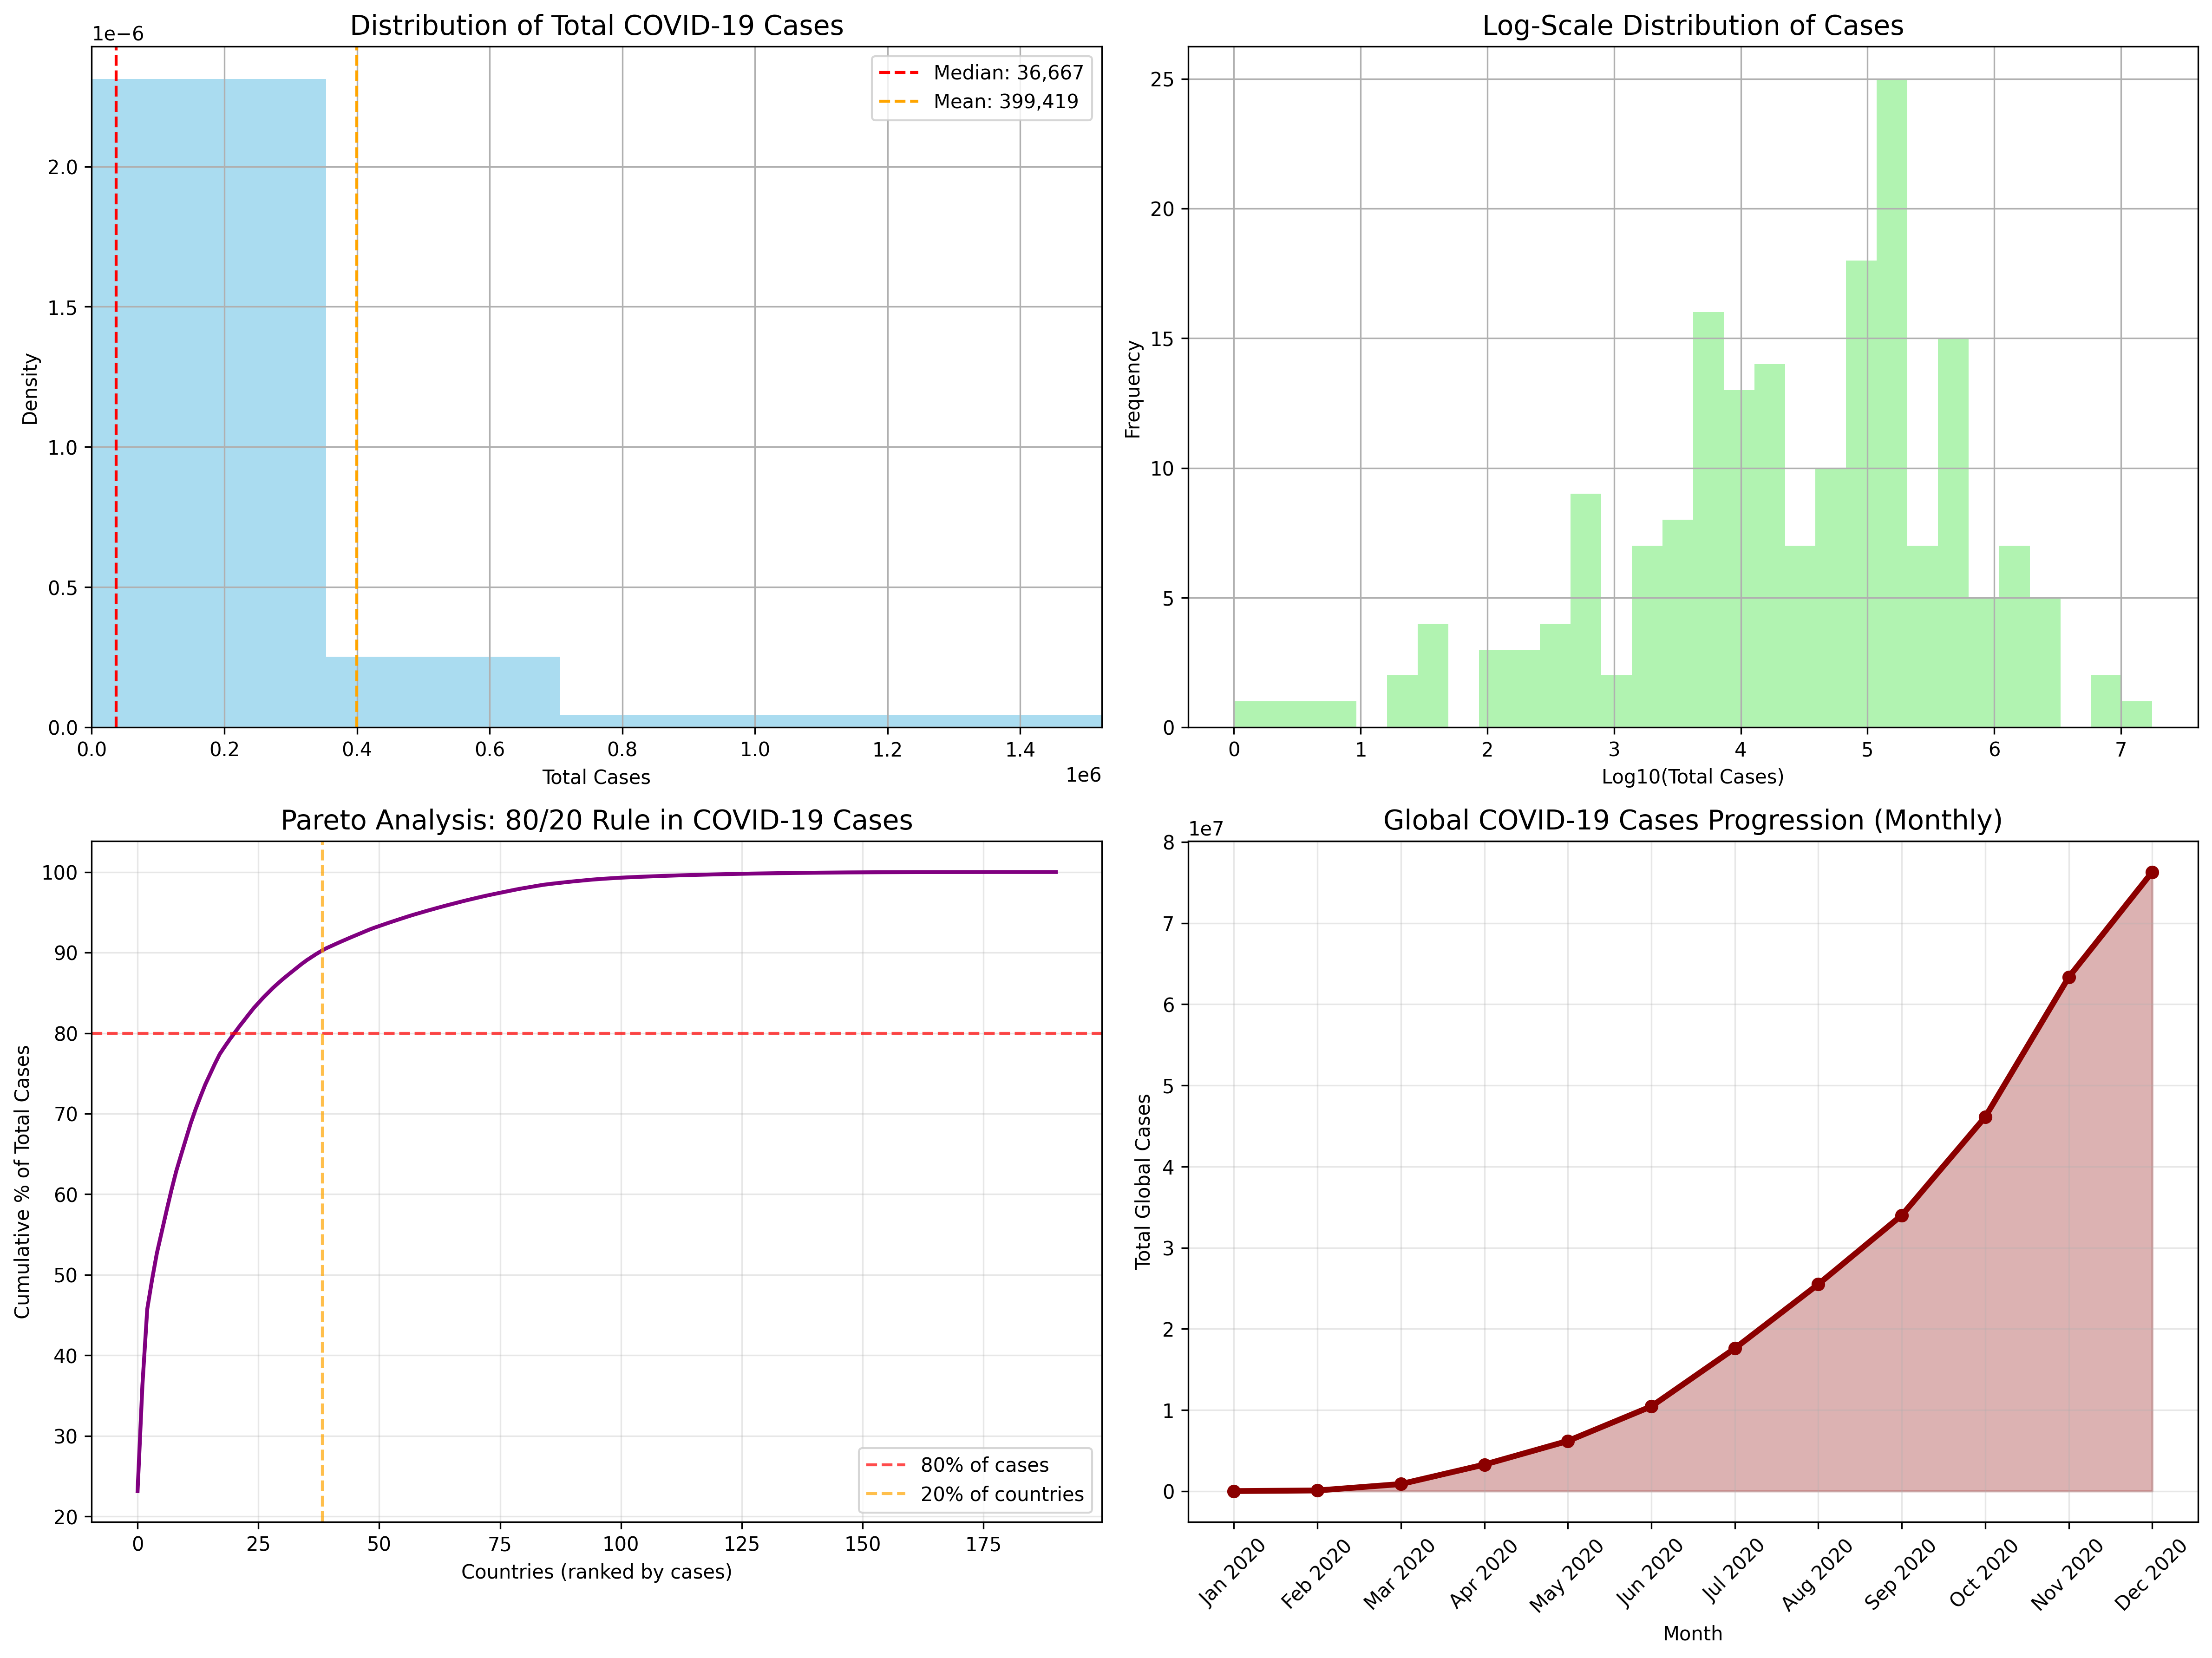 Distribution of Total COVID-19 Cases
1e−6
Median: 36,667
Mean: 399,419
2.0
1.5
1.0
0.5
0.0
Density
0.0 0.2 0.4 0.6 0.8 1.0 1.2 1.4
1e6
Total Cases
Log-Scale Distribution of Cases
25
20
15
10
5
0
Frequency
0 1 2 3 4 5 6 7
Log10(Total Cases)
Pareto Analysis: 80/20 Rule in COVID-19 Cases
100
90
80
70
60
50
40
30
20
Cumulative % of Total Cases
80% of cases
20% of countries
0 25 50 75 100 125 150 175
Countries (ranked by cases)
Global COVID-19 Cases Progression (Monthly)
1e7
8
7
6
5
4
3
2
1
0
Total Global Cases
Jan 2020 Feb 2020 Mar 2020 Apr 2020 May 2020 Jun 2020 Jul 2020 Aug 2020 Sep 2020 Oct 2020 Nov 2020 Dec 2020
Month